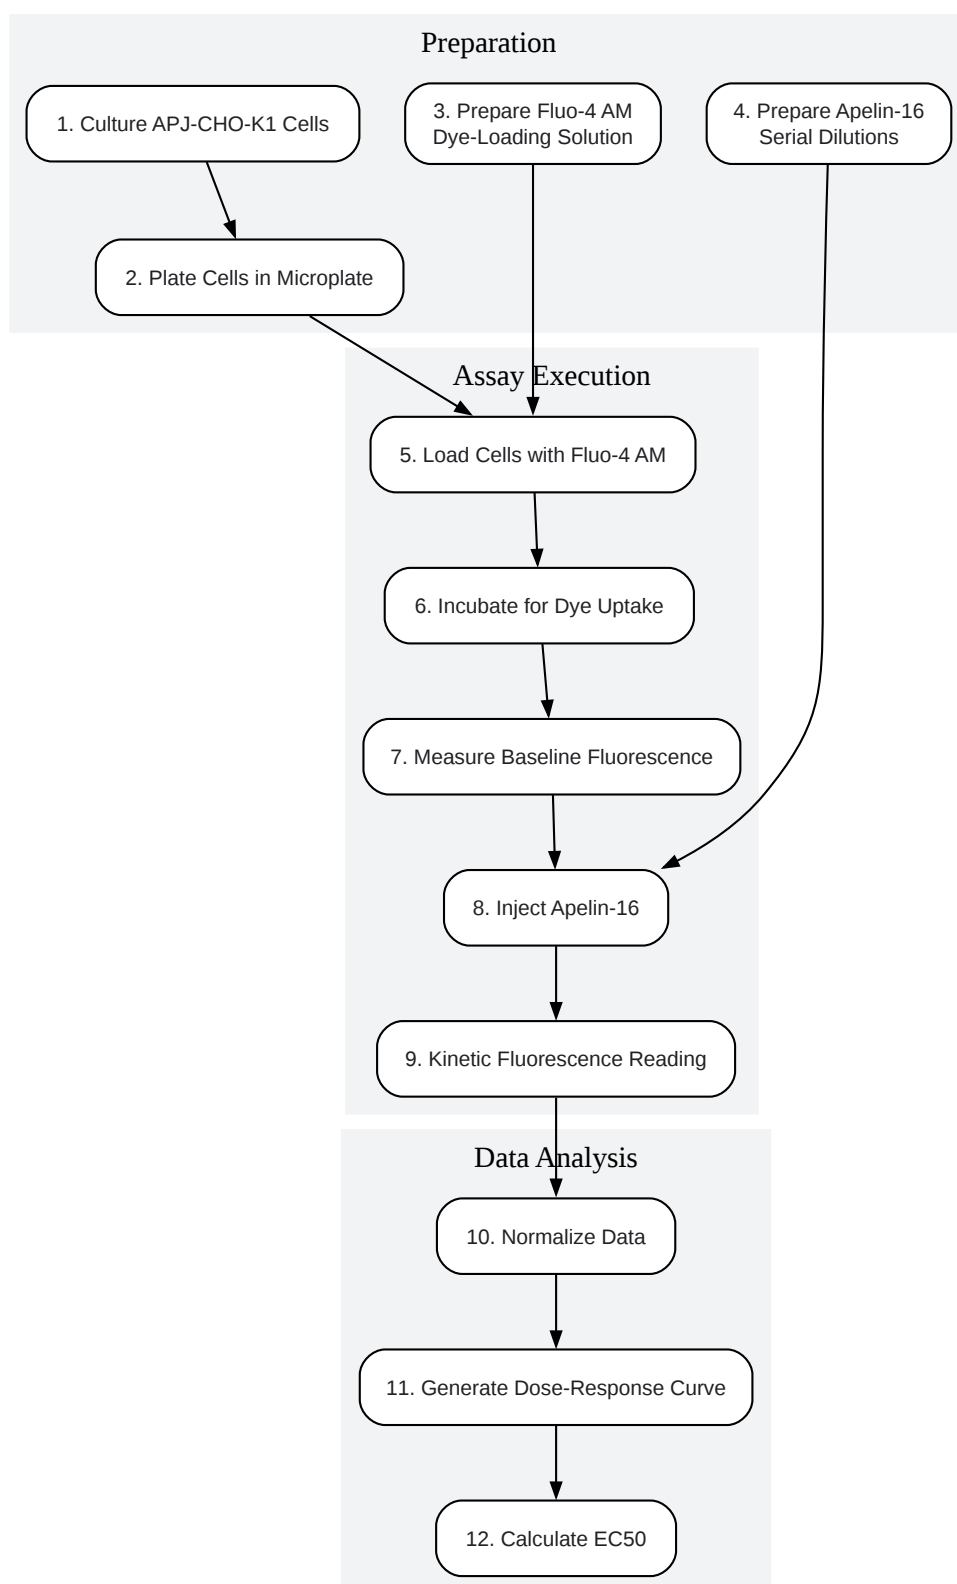 Preparation
1. Culture APJ-CHO-K1 Cells
3. Prepare Fluo-4 AM
Dye-Loading Solution
4. Prepare Apelin-16
Serial Dilutions
2. Plate Cells in Microplate
Assay Execution
5. Load Cells with Fluo-4 AM
6. Incubate for Dye Uptake
7. Measure Baseline Fluorescence
8. Inject Apelin-16
9. Kinetic Fluorescence Reading
Data Analysis
10. Normalize Data
11. Generate Dose-Response Curve
12. Calculate EC50